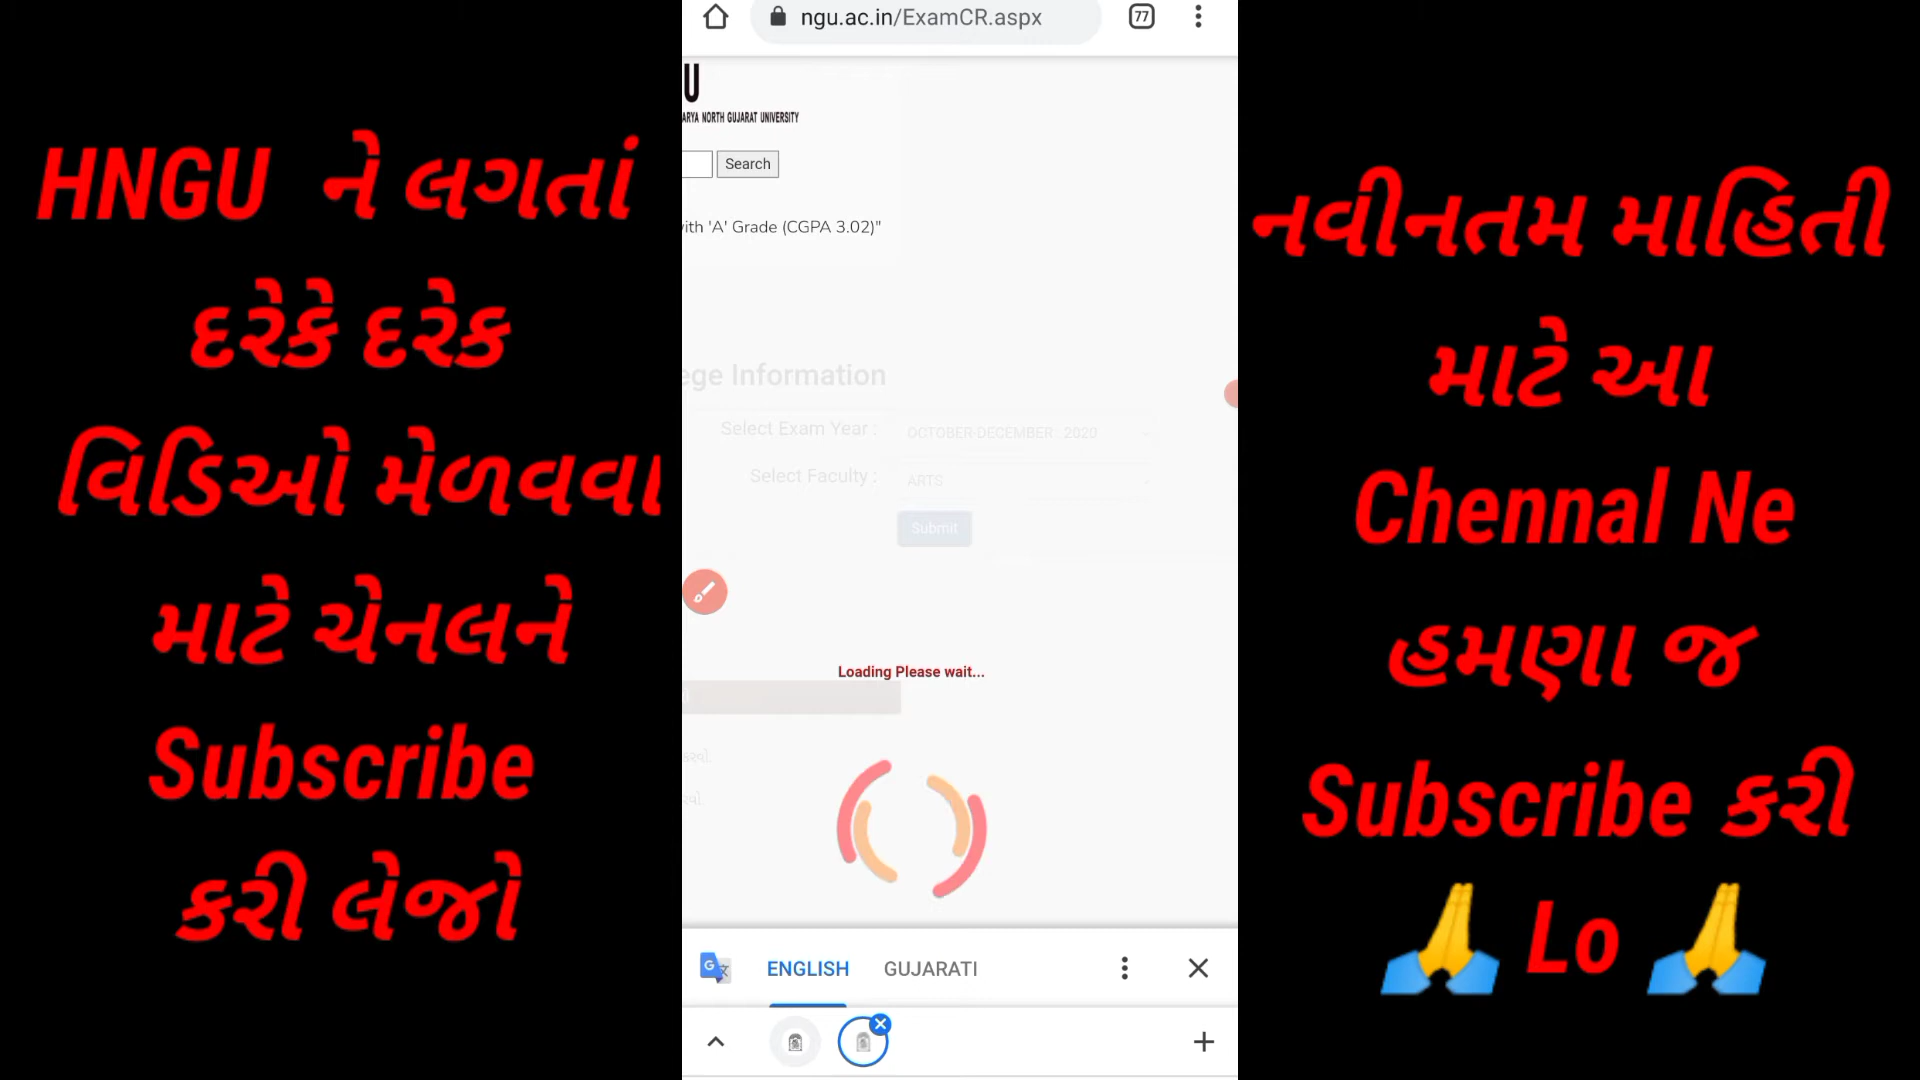 HNGU ને લગતાં
દરેકે દરેક
વિડિઓ મેળવવા
માટે ચેનલને
Subscribe
કરી લેજો
ngu.ac.in/ExamCR.aspx
77
U
ARYA NORTH GUJARAT UNIVERSITY
Search
ith 'A' Grade (CGPA 3.02)"
ege Information
Select Exam Year :
OCTOBER-DECEMBER 2020
Select Faculty :
ARTS
Submit
Loading Please wait...
કરવો.
રવો.
ENGLISH GUJARATI
નવીનતમ માહિતી
માટે આ
Chennal Ne
હમણા જ
Subscribe કરી
🙏 Lo 🙏